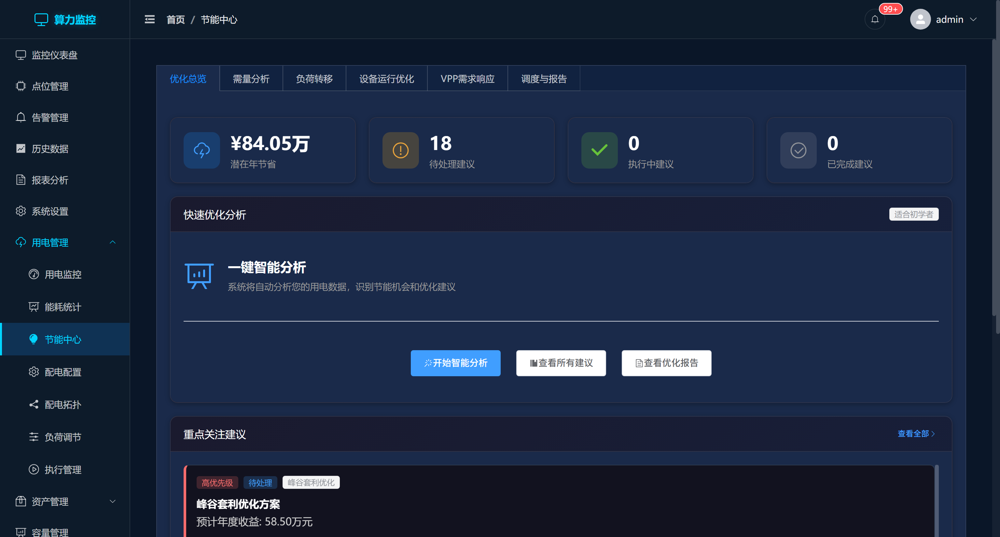 算力监控
首页 / 节能中心
99+
admin
监控仪表盘
点位管理
告警管理
历史数据
报表分析
系统设置
用电管理
用电监控
能耗统计
节能中心
配电配置
配电拓扑
负荷调节
执行管理
资产管理
容量管理
优化总览
需量分析
负荷转移
设备运行优化
VPP需求响应
调度与报告
¥84.05万
潜在年节省
18
待处理建议
0
执行中建议
0
已完成建议
快速优化分析
适合初学者
一键智能分析
系统将自动分析您的用电数据，识别节能机会和优化建议
开始智能分析
查看所有建议
查看优化报告
重点关注建议
查看全部
高优先级
待处理
峰谷套利优化
峰谷套利优化方案
预计年度收益: 58.50万元